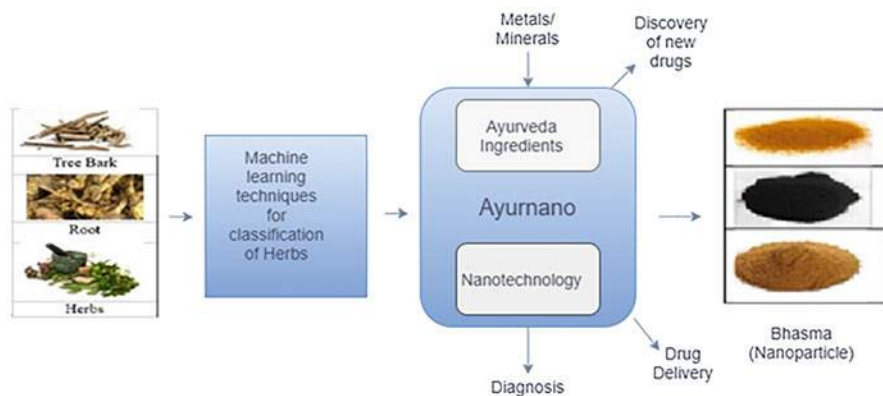 Metals/
Minerals
Discovery
of new
drugs
Tree Bark
Root
Herbs
Machine
learning
techniques
for
classification
of Herbs
Ayurveda
Ingredients
Ayurnano
Nanotechnology
Diagnosis
Drug
Delivery
Bhasma
(Nanoparticle)